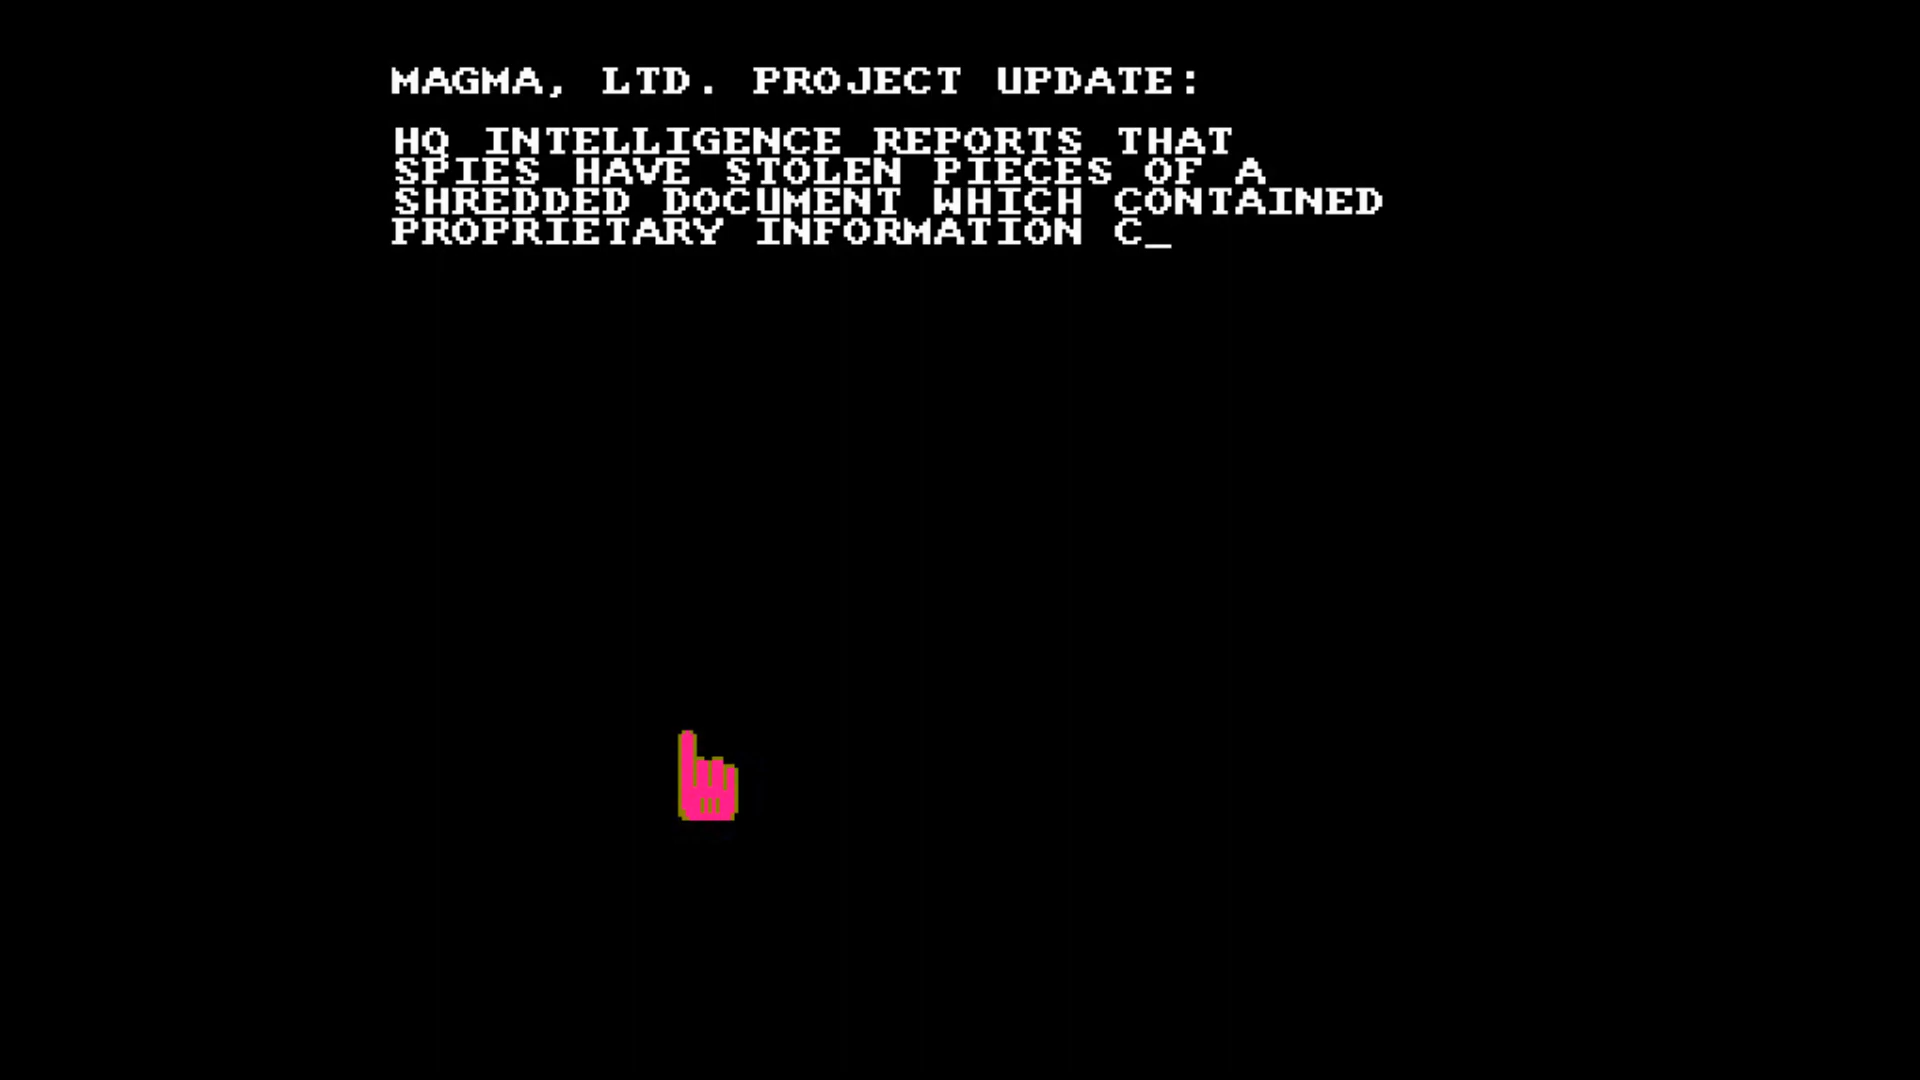 MAGMA, LTD. PROJECT UPDATE:
HQ INTELLIGENCE REPORTS THAT
SPIES HAVE STOLEN PIECES OF A
SHREDDED DOCUMENT WHICH CONTAINED
PROPRIETARY INFORMATION C_